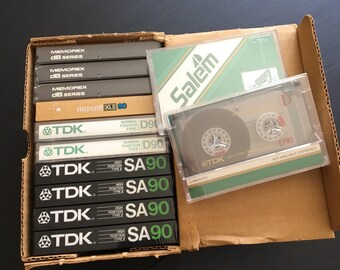 MEMOREX
dB SERIES
MEMOREX
dB SERIES
MEMOREX
dB SERIES
maxell XLII 90
TDK D90
TDK D90
TDK SA90
TDK SA90
TDK SA90
TDK SA90
Salem
D
TDK
D90